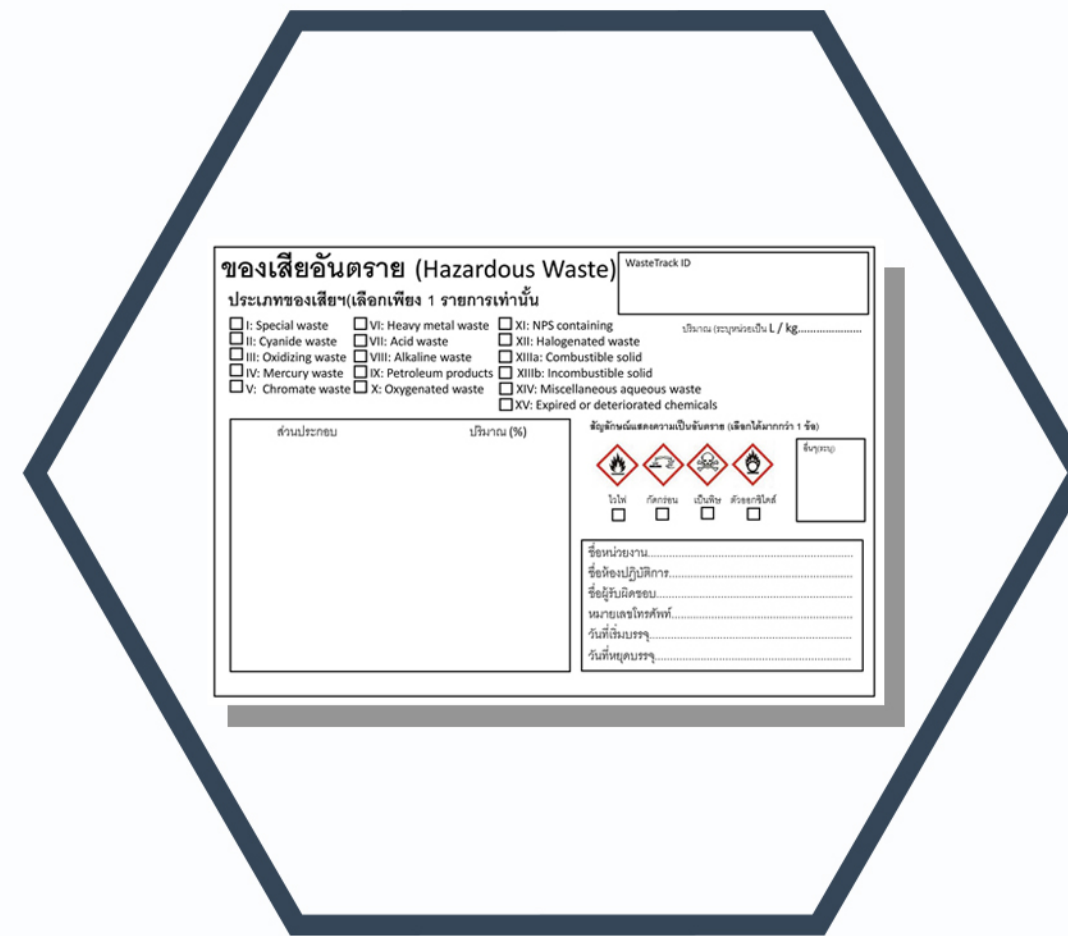 ของเสียอันตราย (Hazardous Waste)
WasteTrack ID
ประเภทของเสียฯ(เลือกเพียง 1 รายการเท่านั้น
ปริมาณ (ระบุหน่วยเป็น L / kg.....................
I: Special waste
II: Cyanide waste
III: Oxidizing waste
IV: Mercury waste
V: Chromate waste
VI: Heavy metal waste
VII: Acid waste
VIII: Alkaline waste
IX: Petroleum products
X: Oxygenated waste
XI: NPS containing
XII: Halogenated waste
XIIIa: Combustible solid
XIIIb: Incombustible solid
XIV: Miscellaneous aqueous waste
XV: Expired or deteriorated chemicals
ส่วนประกอบ ปริมาณ (%)
สัญลักษณ์แสดงความเป็นอันตราย (เลือกได้มากกว่า 1 ข้อ)
ไวไฟ กัดกร่อน เป็นพิษ ตัวออกซิไดส์
อื่นๆ(ระบุ)
ชื่อหน่วยงาน..........................................................
ชื่อห้องปฏิบัติการ....................................................
ชื่อผู้รับผิดชอบ........................................................
หมายเลขโทรศัพท์...................................................
วันที่เริ่มบรรจุ..........................................................
วันที่หยุดบรรจุ.........................................................